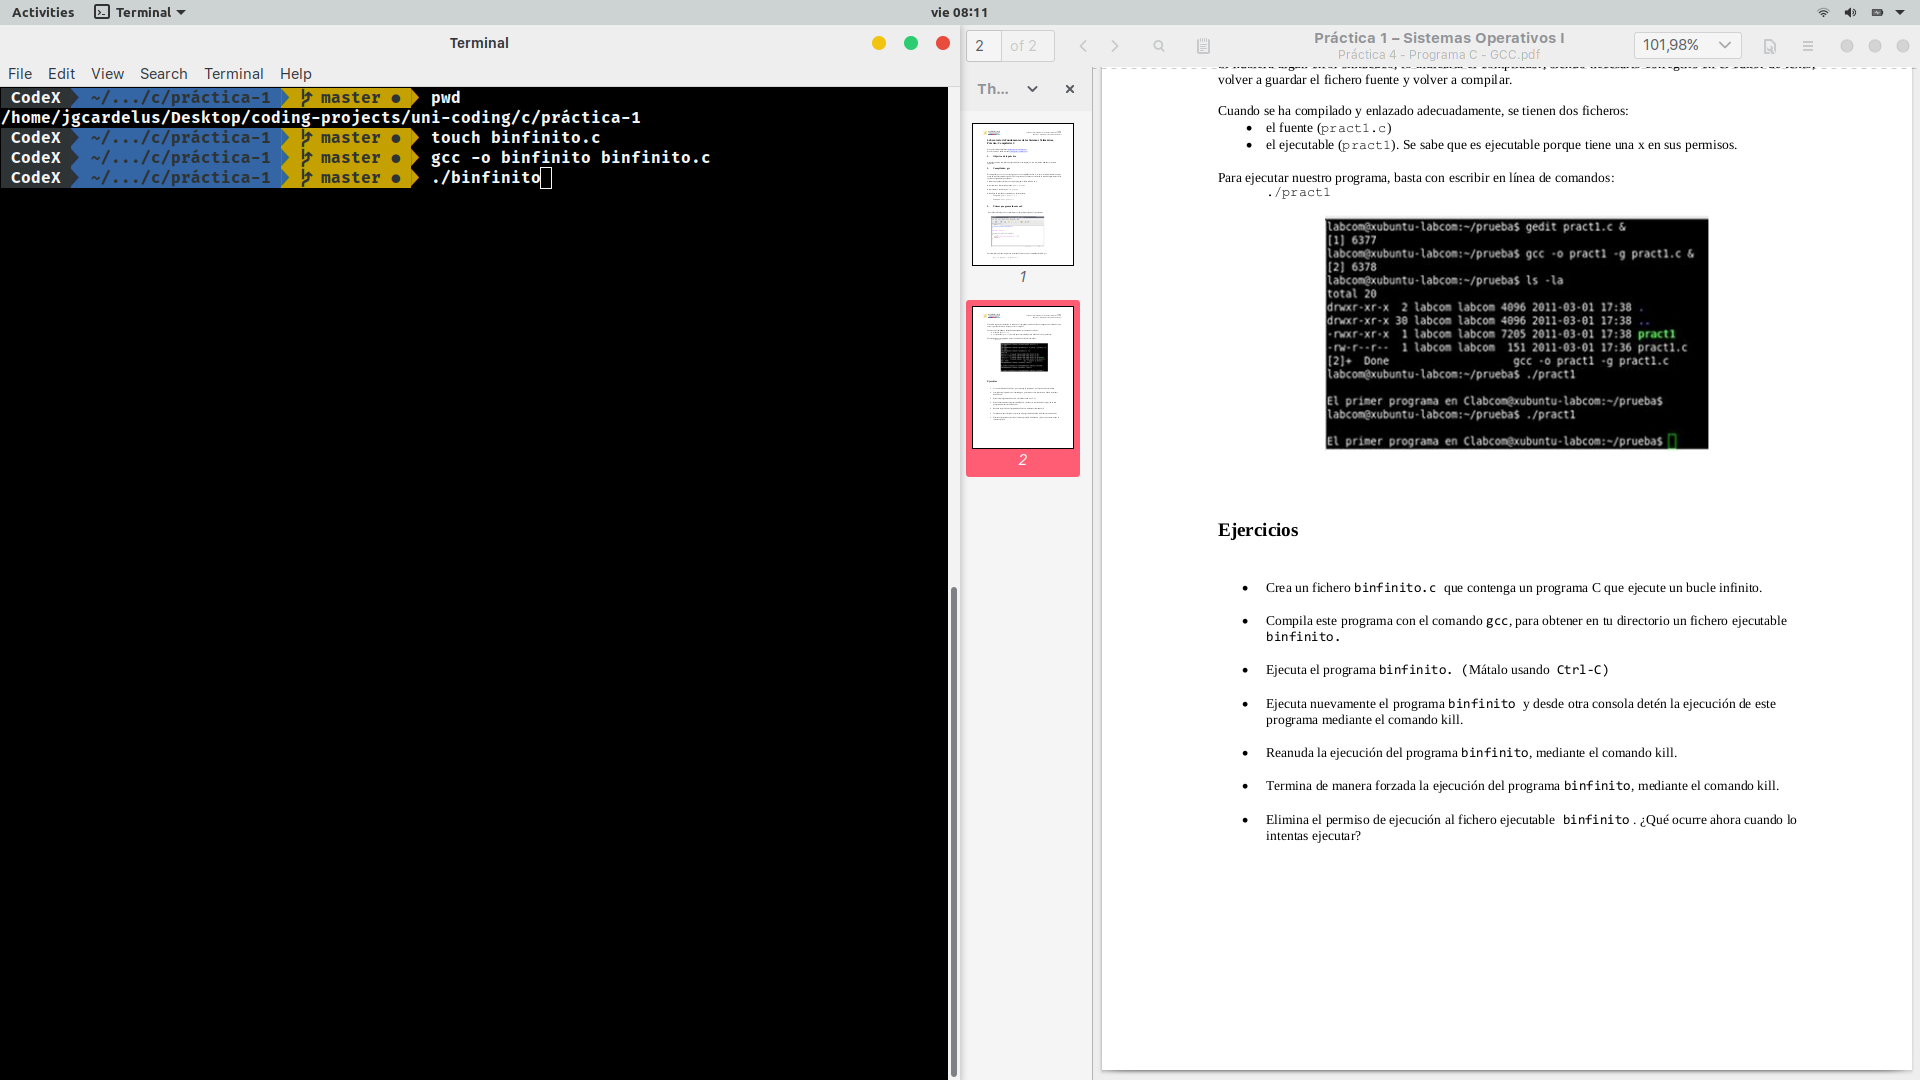 Activities
Terminal
vie 08:11
Terminal
File Edit View Search Terminal Help
CodeX ~/.../c/práctica-1 master ● pwd
/home/jgcardelus/Desktop/coding-projects/uni-coding/c/práctica-1
CodeX ~/.../c/práctica-1 master ● touch binfinito.c
CodeX ~/.../c/práctica-1 master ● gcc -o binfinito binfinito.c
CodeX ~/.../c/práctica-1 master ● ./binfinito
2 of 2
Práctica 1 – Sistemas Operativos I
Práctica 4 - Programa C - GCC.pdf
101,98%
Th...
1
2
volver a guardar el fichero fuente y volver a compilar.
Cuando se ha compilado y enlazado adecuadamente, se tienen dos ficheros:
• el fuente (pract1.c)
• el ejecutable (pract1). Se sabe que es ejecutable porque tiene una x en sus permisos.
Para ejecutar nuestro programa, basta con escribir en línea de comandos:
./pract1
labcom@xubuntu-labcom:~/prueba$ gedit pract1.c &
[1] 6377
labcom@xubuntu-labcom:~/prueba$ gcc -o pract1 -g pract1.c &
[2] 6378
labcom@xubuntu-labcom:~/prueba$ ls -la
total 20
drwxr-xr-x 2 labcom labcom 4096 2011-03-01 17:38 .
drwxr-xr-x 30 labcom labcom 4096 2011-03-01 17:38 ..
-rwxr-xr-x 1 labcom labcom 7205 2011-03-01 17:38 pract1
-rw-r--r-- 1 labcom labcom 151 2011-03-01 17:36 pract1.c
[2]+ Done gcc -o pract1 -g pract1.c
labcom@xubuntu-labcom:~/prueba$ ./pract1
El primer programa en Clabcom@xubuntu-labcom:~/prueba$
labcom@xubuntu-labcom:~/prueba$ ./pract1
El primer programa en Clabcom@xubuntu-labcom:~/prueba$
Ejercicios
• Crea un fichero binfinito.c que contenga un programa C que ejecute un bucle infinito.
• Compila este programa con el comando gcc, para obtener en tu directorio un fichero ejecutable
binfinito.
• Ejecuta el programa binfinito. (Mátalo usando Ctrl-C)
• Ejecuta nuevamente el programa binfinito y desde otra consola detén la ejecución de este
programa mediante el comando kill.
• Reanuda la ejecución del programa binfinito, mediante el comando kill.
• Termina de manera forzada la ejecución del programa binfinito, mediante el comando kill.
• Elimina el permiso de ejecución al fichero ejecutable binfinito. ¿Qué ocurre ahora cuando lo
intentas ejecutar?